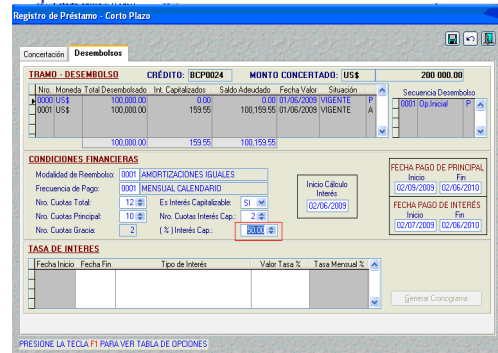 Registro de Préstamo - Corto Plazo
Concertación Desembolsos
TRAMO - DESEMBOLSO CRÉDITO: BCP0024 MONTO CONCERTADO: US$ 200 000.00
Nro. Moneda Total Desembolsado Int. Capitalizados Saldo Adeudado Fecha Valor Situación
0000 US$ 100,000.00 0.00 0.00 01/06/2009 VIGENTE P
0001 US$ 100,000.00 159.55 100,159.55 01/06/2009 VIGENTE A
100,000.00 159.55 100,159.55
Secuencia Desembolso
0001 Op.Inicial P
CONDICIONES FINANCIERAS
Modalidad de Reembolso: 0001 AMORTIZACIONES IGUALES
Frecuencia de Pago: 0001 MENSUAL CALENDARIO
Nro. Cuotas Total: 12 Es Interés Capitalizable: SI
Nro. Cuotas Principal: 10 Nro. Cuotas Interés Cap.: 2
Nro. Cuotas Gracia: 2 ( % ) Interés Cap.: 50.00
Inicio Cálculo
Interés
02/06/2009
FECHA PAGO DE PRINCIPAL
Inicio Fin
02/09/2009 02/06/2010
FECHA PAGO DE INTERÉS
Inicio Fin
02/07/2009 02/06/2010
TASA DE INTERES
Fecha Inicio Fecha Fin Tipo de Interés Valor Tasa % Tasa Mensual %
Generar Cronograma
PRESIONE LA TECLA F1 PARA VER TABLA DE OPCIONES